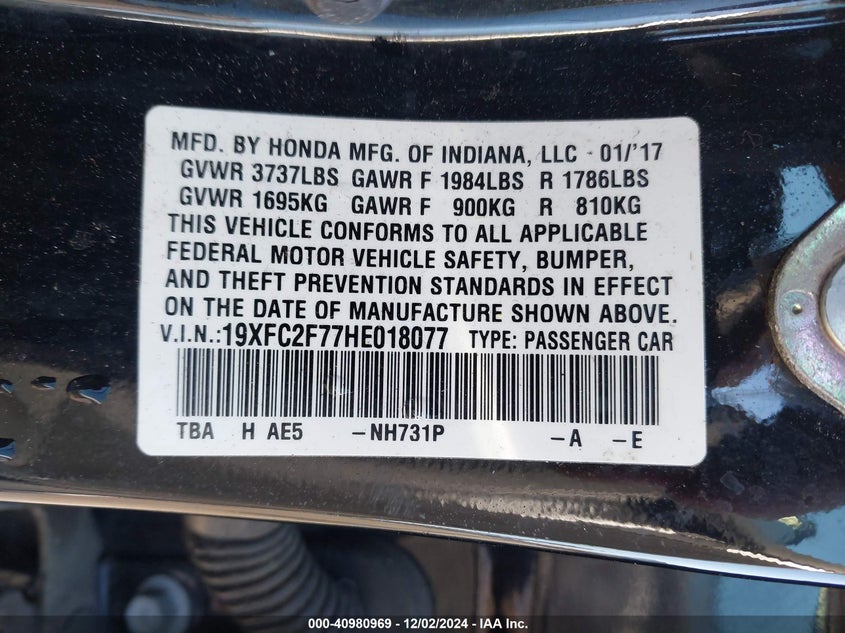 MFD. BY HONDA MFG. OF INDIANA, LLC - 01/'17
GVWR 3737LBS GAWR F 1984LBS R 1786LBS
GVWR 1695KG GAWR F 900KG R 810KG
THIS VEHICLE CONFORMS TO ALL APPLICABLE
FEDERAL MOTOR VEHICLE SAFETY, BUMPER,
AND THEFT PREVENTION STANDARDS IN EFFECT
ON THE DATE OF MANUFACTURE SHOWN ABOVE.
V.I.N.:19XFC2F77HE018077 TYPE: PASSENGER CAR
TBA H AE5 -NH731P -A -E
000-40980969 - 12/02/2024 - IAA Inc.